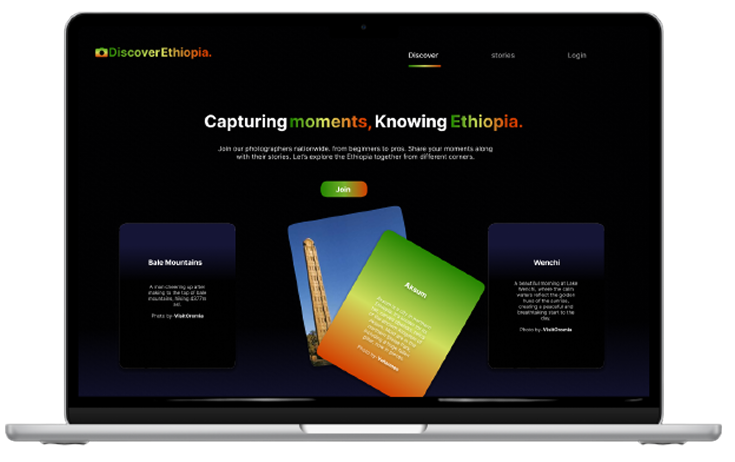 DiscoverEthiopia.
Discover
stories
Login
Capturing moments, Knowing Ethiopia.
Join our photographers nationwide, from beginners to pros. Share your moments along
with their stories. Let's explore the Ethiopia together from different corners.
Join
Bale Mountains
A man cheering up after
making to the top of Bale
mountains, hiking 4377m
asl.
Photo by: VisitOromia
Aksum
Photo by: Yohannes
Wenchi
A beautiful morning at Lake
Wenchi, where the calm
waters reflect the golden
hues of the sunrise,
creating a peaceful and
breathtaking start to the
day.
Photo by: VisitOromia